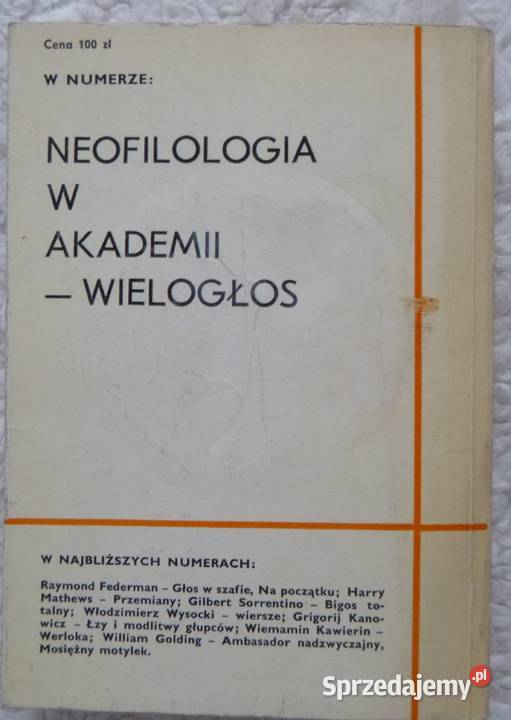 Cena 100 zł
W NUMERZE:
NEOFILOLOGIA
W
AKADEMII
— WIELOGŁOS
W NAJBLIŻSZYCH NUMERACH:
Raymond Federman – Głos w szafie, Na początku; Harry
Mathews – Przemiany; Gilbert Sorrentino – Bigos to-
talny; Włodzimierz Wysocki – wiersze; Grigorij Kano-
wicz – Łzy i modlitwy głupców; Wiemamin Kawierin –
Werloka; William Golding – Ambasador nadzwyczajny,
Mosiężny motylek.
Sprzedajemy.pl